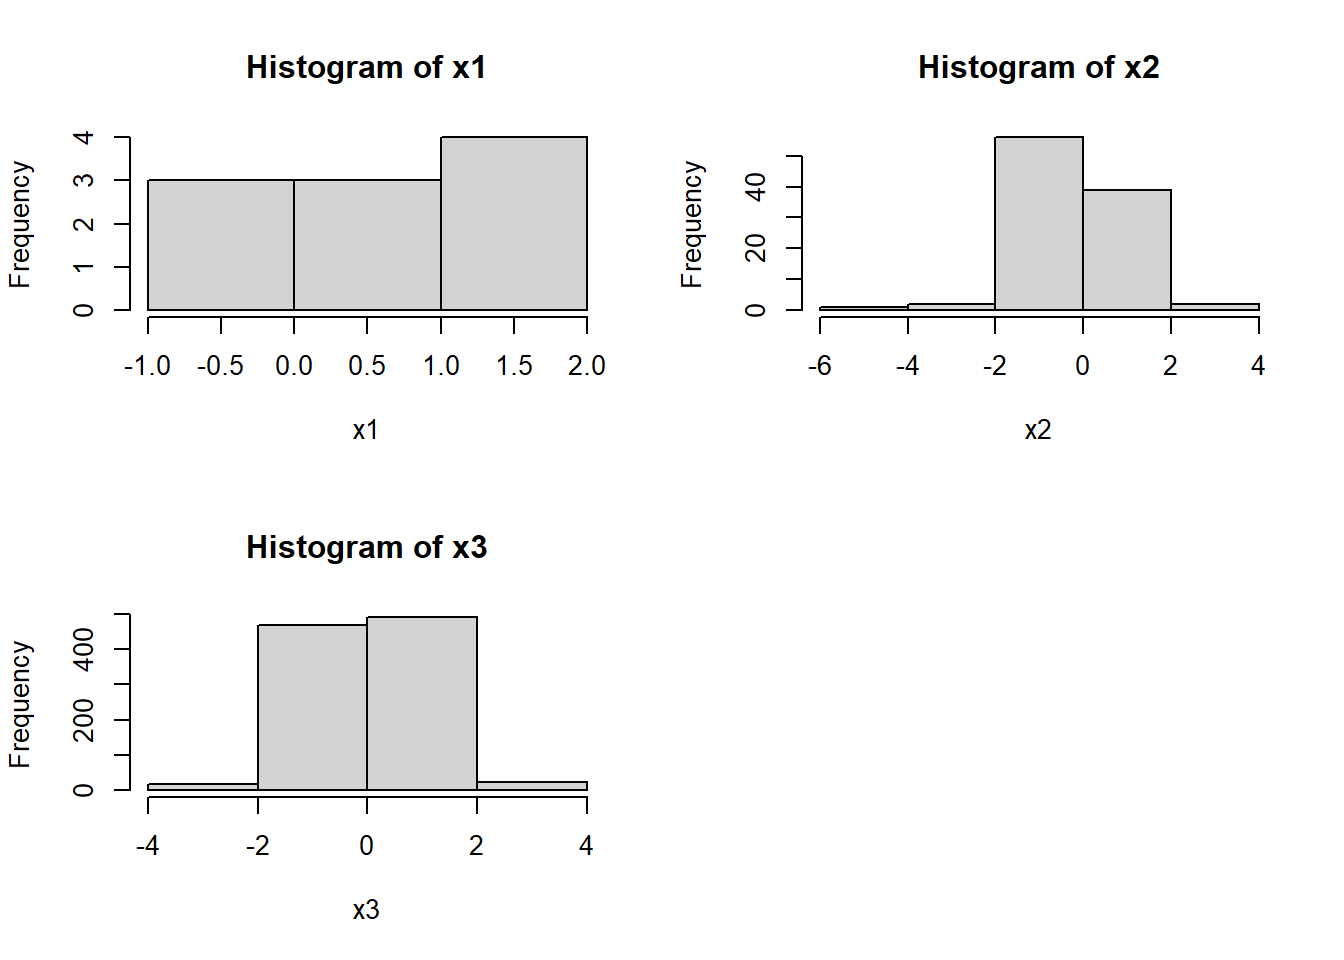 Histogram of x1
Frequency
4
3
2
1
0
-1.0 -0.5 0.0 0.5 1.0 1.5 2.0
x1
Histogram of x2
Frequency
40
20
0
-6 -4 -2 0 2 4
x2
Histogram of x3
Frequency
400
200
0
-4 -2 0 2 4
x3